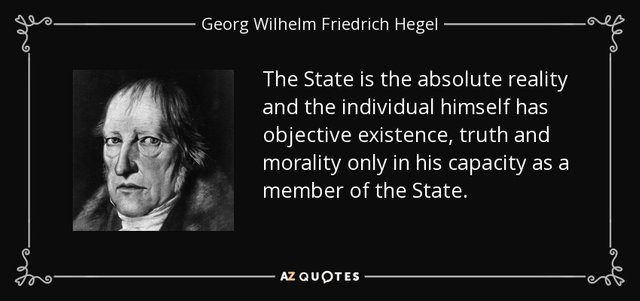 Georg Wilhelm Friedrich Hegel
The State is the absolute reality
and the individual himself has
objective existence, truth and
morality only in his capacity as a
member of the State.
AZ QUOTES